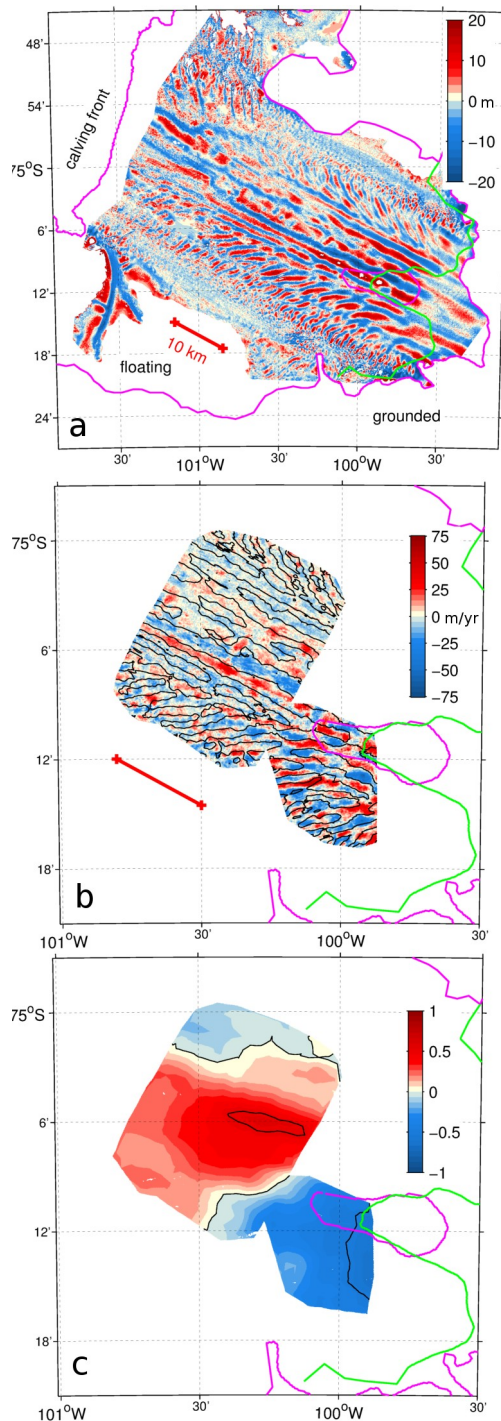 48'
54'
75°S
6'
12'
18'
24'
calving front
20
10
0 m
−10
−20
10 km
floating
grounded
a
30'
101°W
30'
100°W
30'
75°S
6'
12'
18'
75
50
25
0 m/yr
−25
−50
−75
b
101°W
30'
100°W
30'
75°S
6'
12'
18'
1
0.5
0
−0.5
−1
c
101°W
30'
100°W
30'